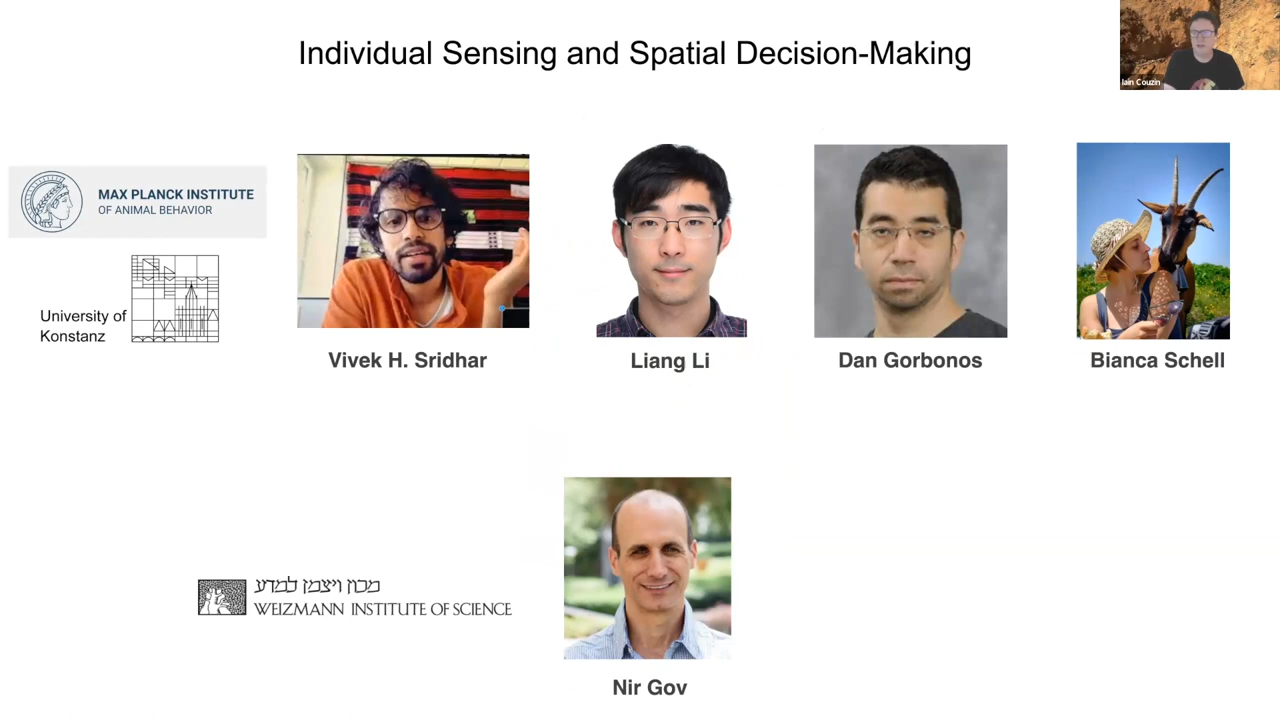 Individual Sensing and Spatial Decision-Making
Iain Couzin
MAX PLANCK INSTITUTE
OF ANIMAL BEHAVIOR
University of
Konstanz
Vivek H. Sridhar
Liang Li
Dan Gorbonos
Bianca Schell
מכון ויצמן למדע
WEIZMANN INSTITUTE OF SCIENCE
Nir Gov